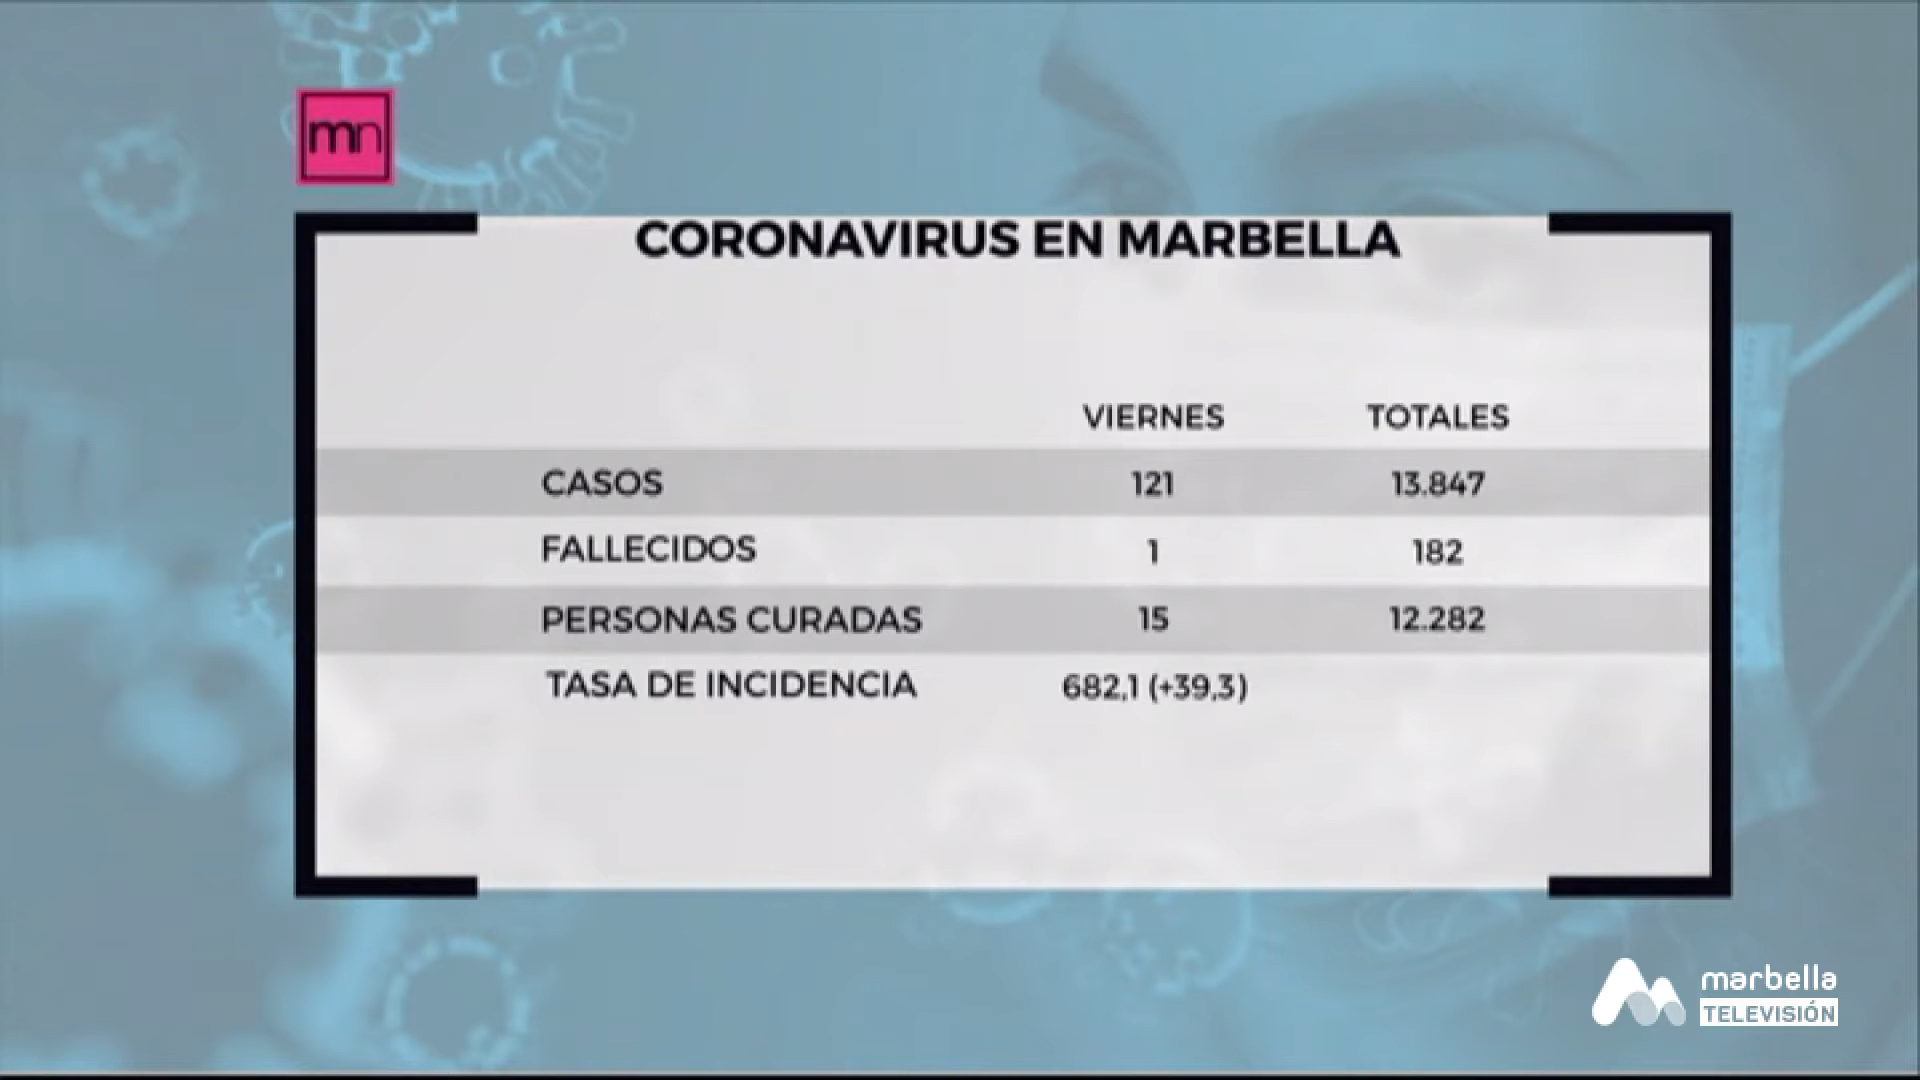 mn
CORONAVIRUS EN MARBELLA
VIERNES TOTALES
CASOS 121 13.847
FALLECIDOS 1 182
PERSONAS CURADAS 15 12.282
TASA DE INCIDENCIA 682,1 (+39,3)
marbella
TELEVISIÓN